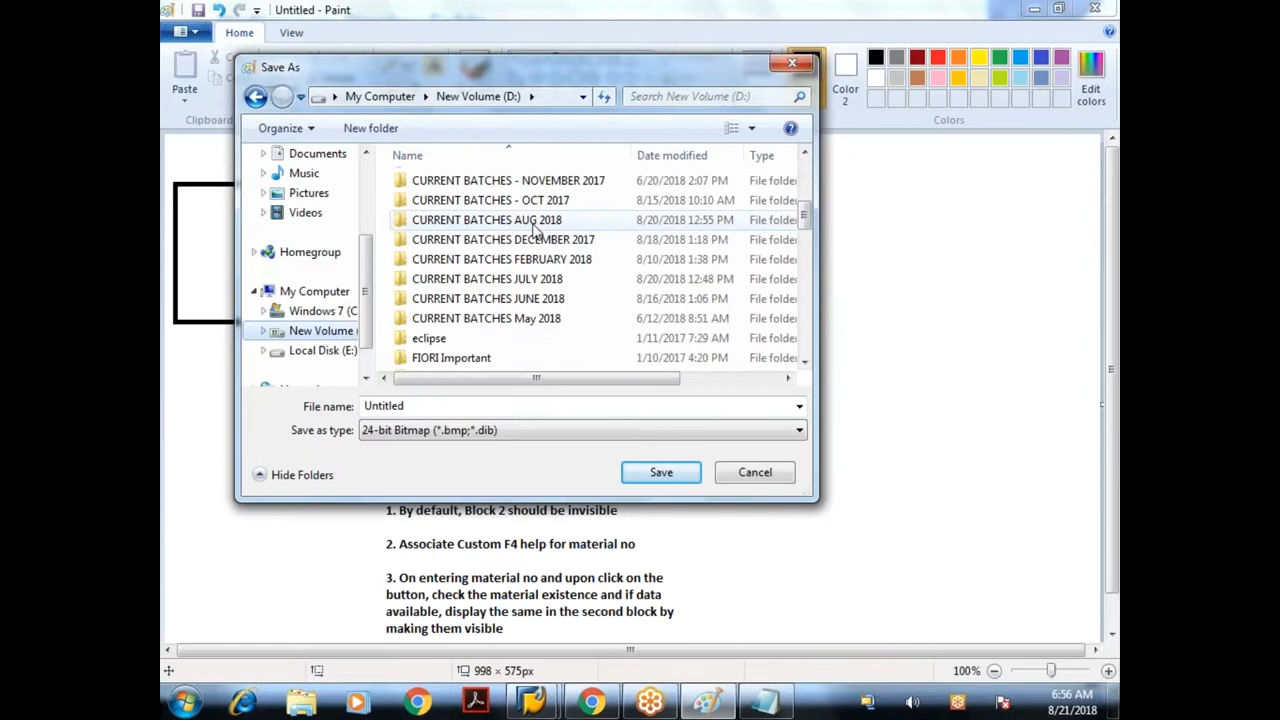 Untitled - Paint
Home View
Paste
Clipboard
Color 2
Edit colors
Colors
Save As
My Computer New Volume (D:)
Search New Volume (D:)
Organize New folder
Name Date modified Type
Documents
Music
Pictures
Videos
Homegroup
My Computer
Windows 7 (C
New Volume
Local Disk (E:)
CURRENT BATCHES - NOVEMBER 2017 6/20/2018 2:07 PM File folder
CURRENT BATCHES - OCT 2017 8/15/2018 10:10 AM File folder
CURRENT BATCHES AUG 2018 8/20/2018 12:55 PM File folder
CURRENT BATCHES DECEMBER 2017 8/18/2018 1:18 PM File folder
CURRENT BATCHES FEBRUARY 2018 8/10/2018 1:38 PM File folder
CURRENT BATCHES JULY 2018 8/20/2018 12:48 PM File folder
CURRENT BATCHES JUNE 2018 8/16/2018 1:06 PM File folder
CURRENT BATCHES May 2018 6/12/2018 8:51 AM File folder
eclipse 1/11/2017 7:29 AM File folder
FIORI Important 1/10/2017 4:20 PM File folder
File name: Untitled
Save as type: 24-bit Bitmap (*.bmp;*.dib)
Hide Folders
Save Cancel
1. By default, Block 2 should be invisible
2. Associate Custom F4 help for material no
3. On entering material no and upon click on the
button, check the material existence and if data
available, display the same in the second block by
making them visible
998 × 575px
100%
6:56 AM
8/21/2018